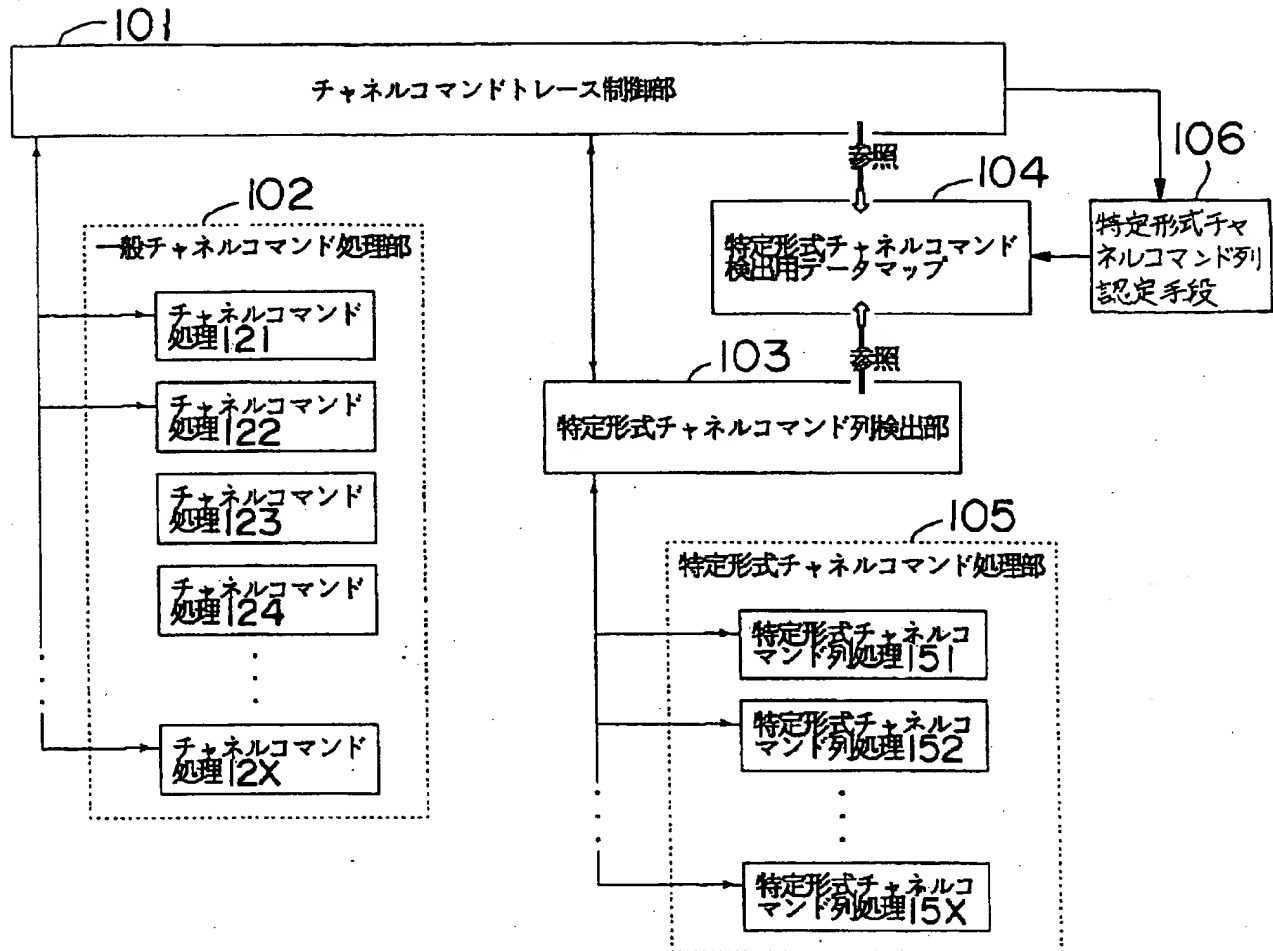 101
チャネルコマンドトレース制御部
参照
106
104
特定形式チャネルコマンド
検出用データマップ
特定形式チャ
ネルコマンド列
認定手段
102
一般チャネルコマンド処理部
チャネルコマンド
処理121
チャネルコマンド
処理122
チャネルコマンド
処理123
チャネルコマンド
処理124
チャネルコマンド
処理12X
参照
103
特定形式チャネルコマンド列検出部
105
特定形式チャネルコマンド処理部
特定形式チャネルコ
マンド列処理151
特定形式チャネルコ
マンド列処理152
特定形式チャネルコ
マンド列処理15X